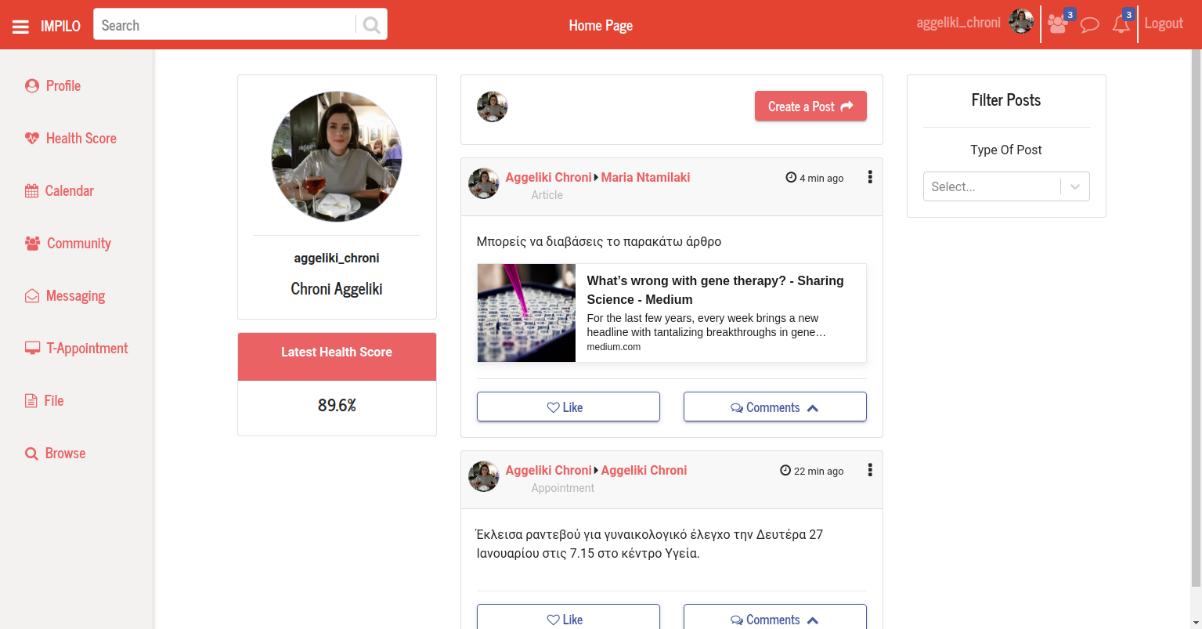 IMPILO
Search
Home Page
aggeliki_chroni
3
3
Logout
Profile
Health Score
Calendar
Community
Messaging
T-Appointment
File
Browse
aggeliki_chroni
Chroni Aggeliki
Latest Health Score
89.6%
Create a Post
Aggeliki Chroni Maria Ntamilaki
4 min ago
Article
Μπορείς να διαβάσεις το παρακάτω άρθρο
What's wrong with gene therapy? - Sharing
Science - Medium
For the last few years, every week brings a new
headline with tantalizing breakthroughs in gene…
medium.com
Like
Comments
Aggeliki Chroni Aggeliki Chroni
22 min ago
Appointment
Έκλεισα ραντεβού για γυναικολογικό έλεγχο την Δευτέρα 27
Ιανουαρίου στις 7.15 στο κέντρο Υγεία.
Like
Comments
Filter Posts
Type Of Post
Select...